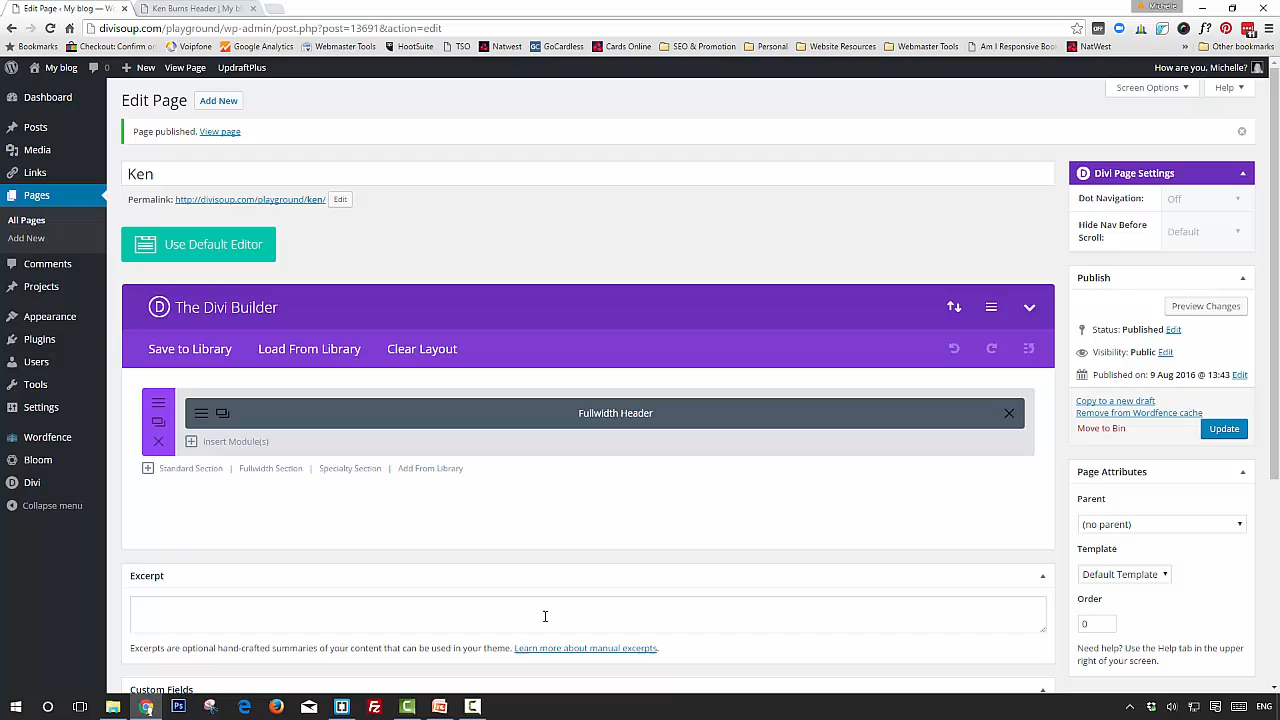 Edit Page ‹ My blog —
Ken Burns Header | My b
Michelle
divisoup.com/playground/wp-admin/post.php?post=13691&action=edit
Bookmarks
Checkout: Confirm
Voipfone
Google Analytics
Webmaster Tools
HootSuite
TSO
Natwest
GoCardless
Cards Online
SEO & Promotion
Personal
Website Resources
Webmaster Tools
Am I Responsive
NatWest
Other bookmarks
My blog
0
New
View Page
UpdraftPlus
How are you, Michelle?
Dashboard
Posts
Media
Links
Pages
All Pages
Add New
Comments
Projects
Appearance
Plugins
Users
Tools
Settings
Wordfence
Bloom
Divi
Collapse menu
Screen Options
Help
Edit Page
Add New
Page published. View page
Ken
Permalink: http://divisoup.com/playground/ken/ Edit
Use Default Editor
The Divi Builder
Save to Library
Load From Library
Clear Layout
Fullwidth Header
Insert Module(s)
Standard Section | Fullwidth Section | Specialty Section | Add From Library
Excerpt
Excerpts are optional hand-crafted summaries of your content that can be used in your theme. Learn more about manual excerpts.
Custom Fields
Divi Page Settings
Dot Navigation: Off
Hide Nav Before Scroll: Default
Publish
Preview Changes
Status: Published Edit
Visibility: Public Edit
Published on: 9 Aug 2016 @ 13:43 Edit
Copy to a new draft
Remove from Wordfence cache
Move to Bin
Update
Page Attributes
Parent
(no parent)
Template
Default Template
Order
0
Need help? Use the Help tab in the upper
right of your screen.
ENG